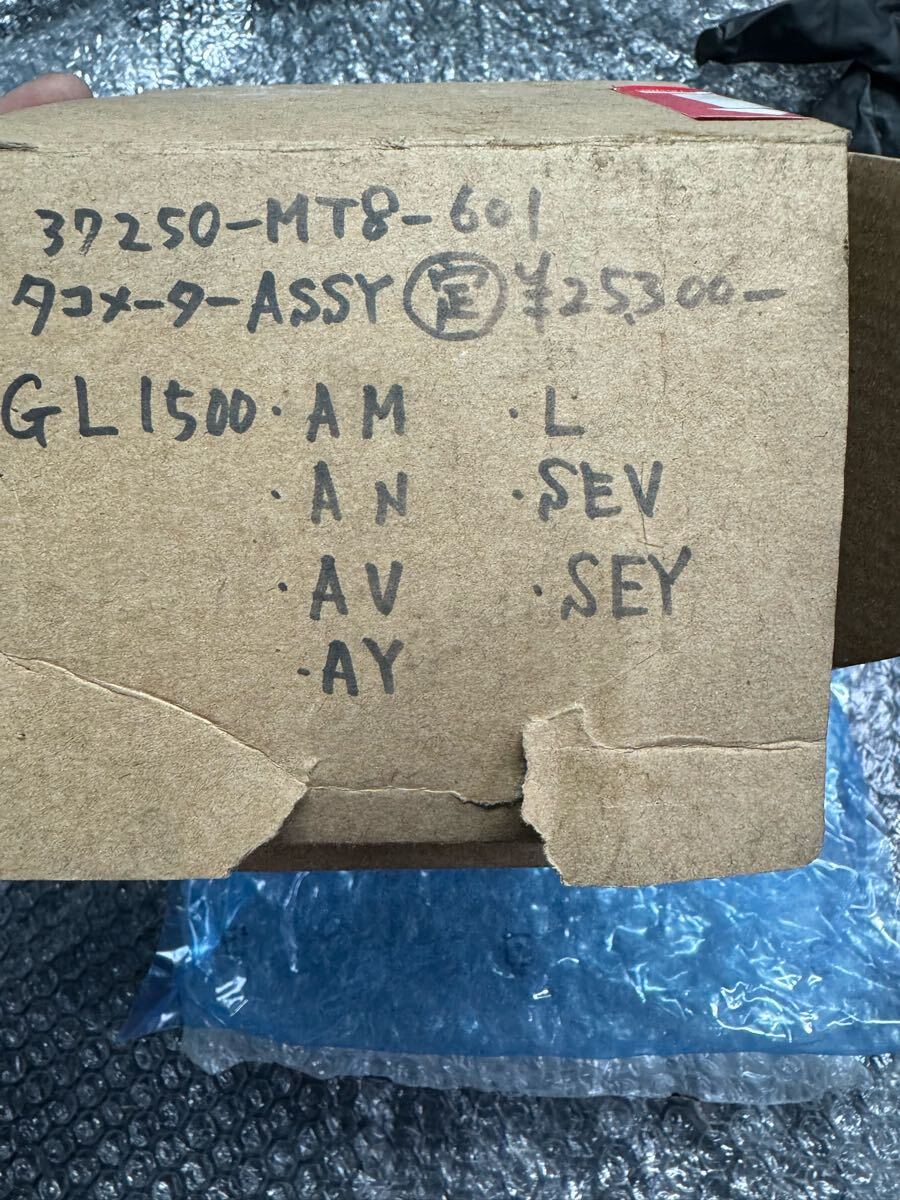 37250-MT8-601
タコメーターASSY 定 ¥25,300-
GL1500・AM ・L
・AN ・SEV
・AV ・SEY
・AY